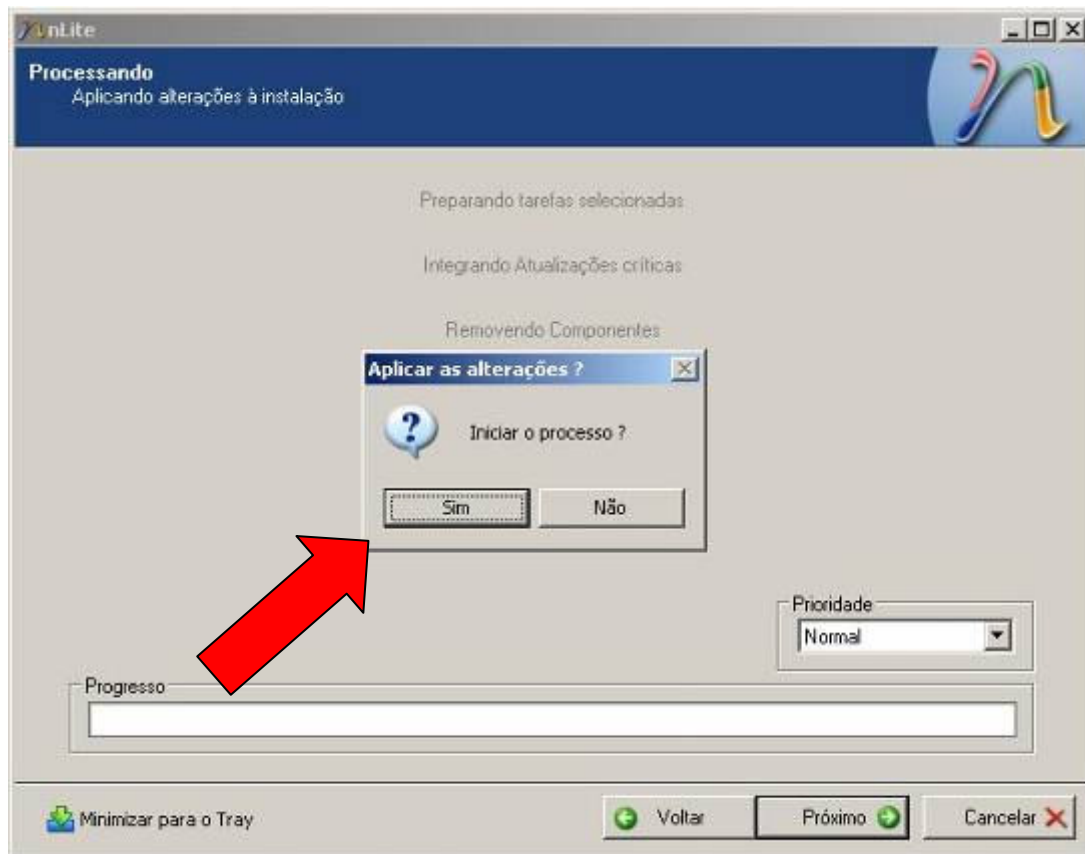 nLite
Processando
Aplicando alterações à instalação
Preparando tarefas selecionadas
Integrando Atualizações críticas
Removendo Componentes
Aplicar as alterações ?
Iniciar o processo ?
Sim Não
Prioridade
Normal
Progresso
Minimizar para o Tray Voltar Próximo Cancelar